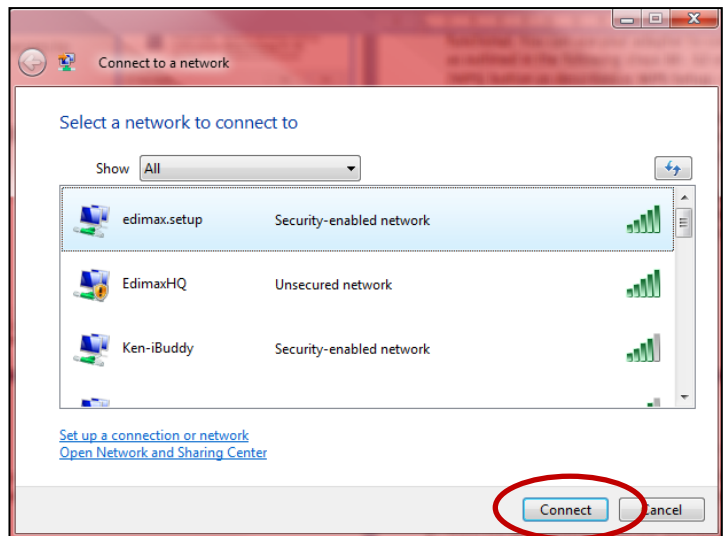 Connect to a network
Select a network to connect to
Show All
edimax.setup Security-enabled network
EdimaxHQ Unsecured network
Ken-iBuddy Security-enabled network
Set up a connection or network
Open Network and Sharing Center
Connect Cancel